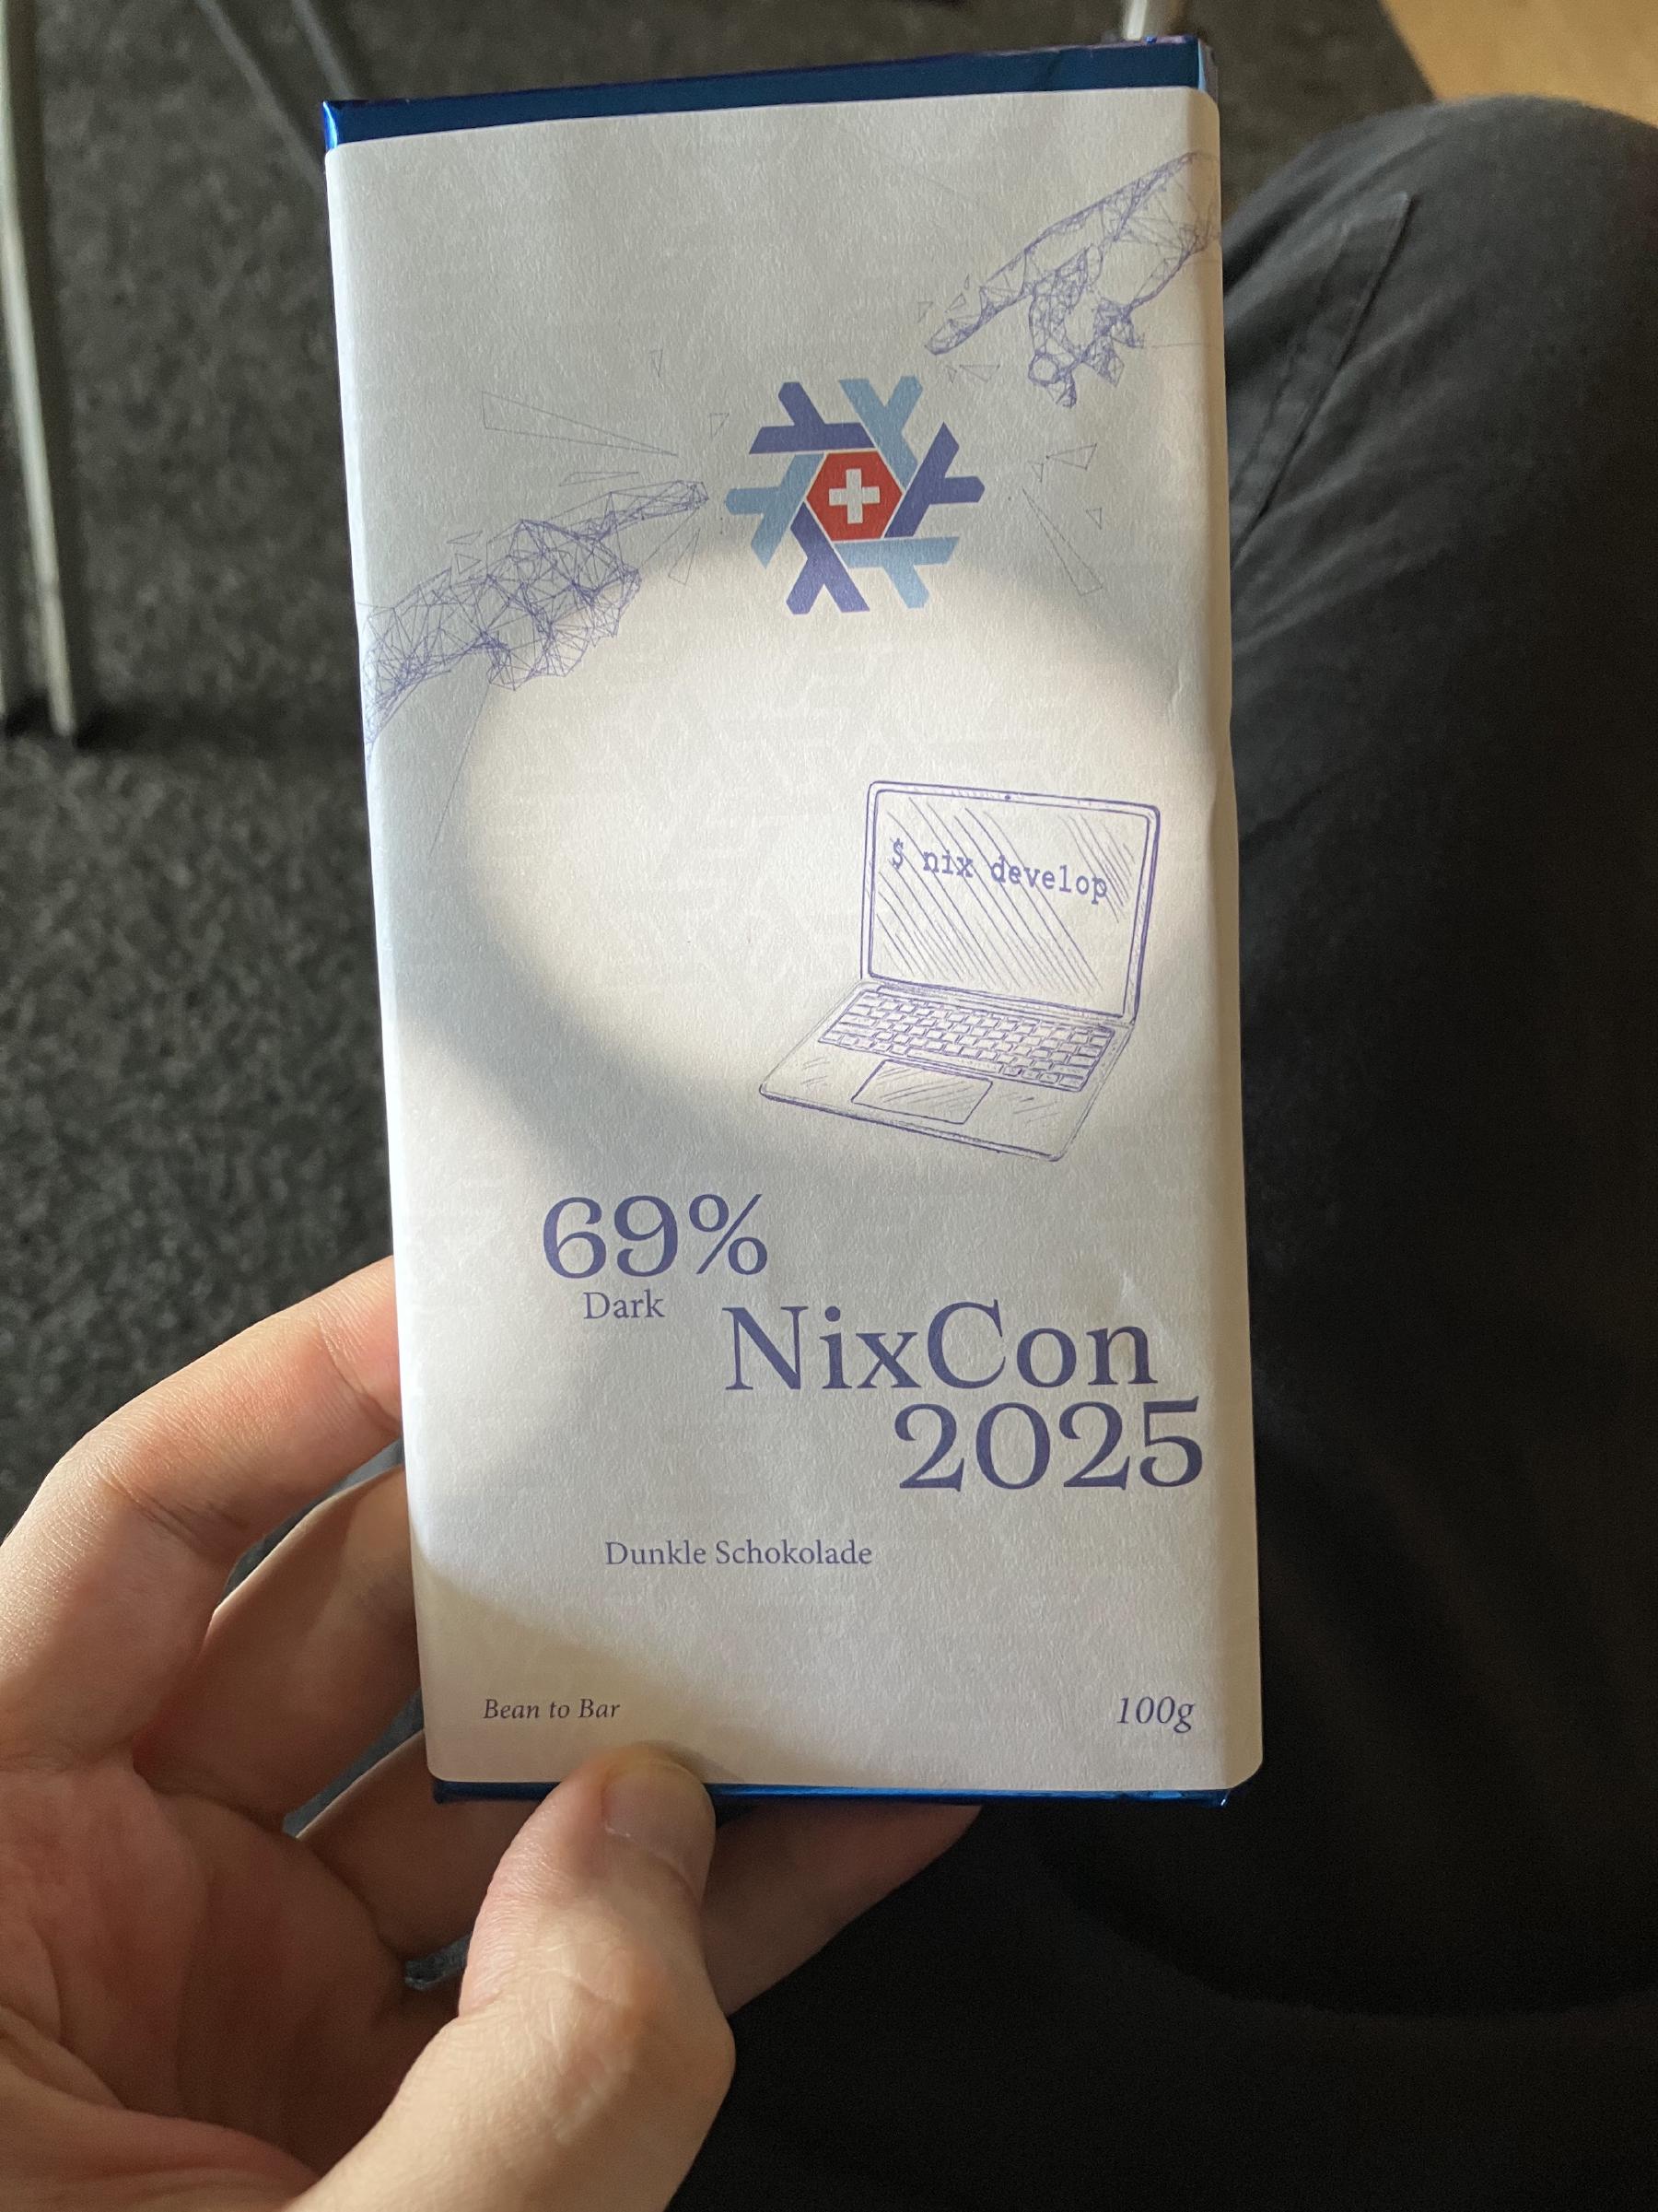 $ nix develop
69%
Dark
NixCon
2025
Dunkle Schokolade
Bean to Bar
100g